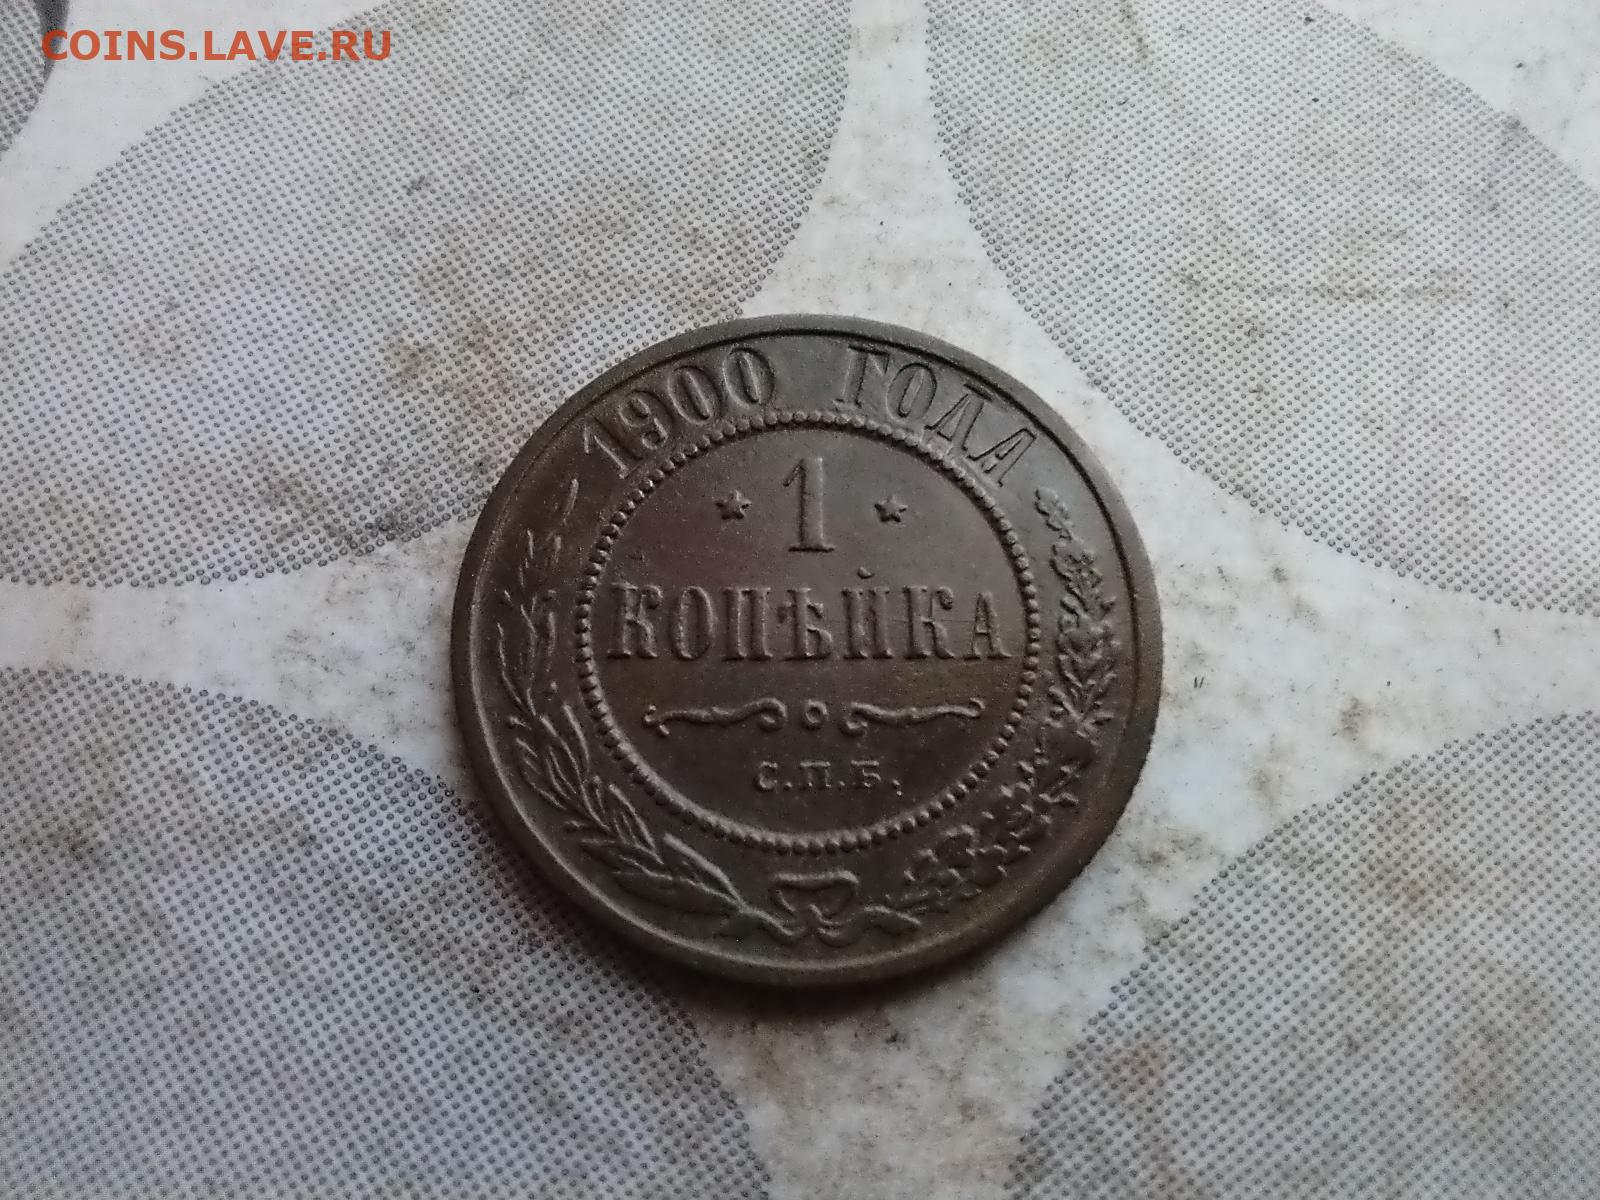 COINS.LAVE.RU
1900 ГОДА
1
КОПѢЙКА
С.П.Б.